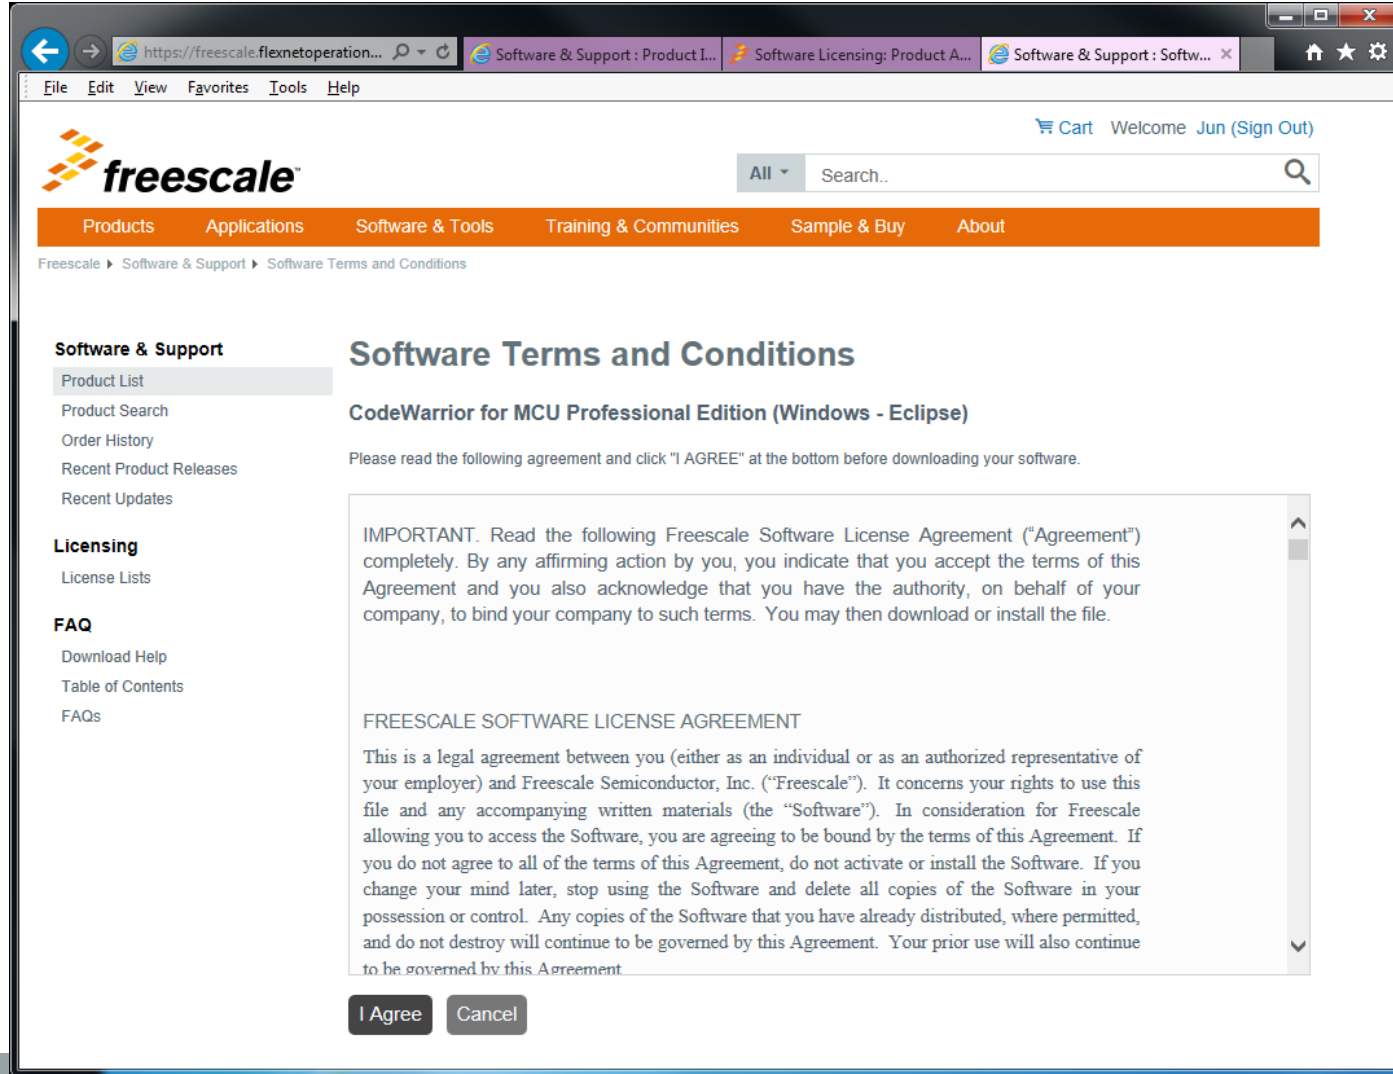 https://freescale.flexnetoperation...
Software & Support : Product I...
Software Licensing: Product A...
Software & Support : Softw...
File Edit View Favorites Tools Help
Cart Welcome Jun (Sign Out)
freescale™
All Search..
Products Applications Software & Tools Training & Communities Sample & Buy About
Freescale Software & Support Software Terms and Conditions
Software & Support
Product List
Product Search
Order History
Recent Product Releases
Recent Updates
Licensing
License Lists
FAQ
Download Help
Table of Contents
FAQs
Software Terms and Conditions
CodeWarrior for MCU Professional Edition (Windows - Eclipse)
Please read the following agreement and click "I AGREE" at the bottom before downloading your software.
IMPORTANT. Read the following Freescale Software License Agreement (“Agreement”)
completely. By any affirming action by you, you indicate that you accept the terms of this
Agreement and you also acknowledge that you have the authority, on behalf of your
company, to bind your company to such terms. You may then download or install the file.
FREESCALE SOFTWARE LICENSE AGREEMENT
This is a legal agreement between you (either as an individual or as an authorized representative of
your employer) and Freescale Semiconductor, Inc. (“Freescale”). It concerns your rights to use this
file and any accompanying written materials (the “Software”). In consideration for Freescale
allowing you to access the Software, you are agreeing to be bound by the terms of this Agreement. If
you do not agree to all of the terms of this Agreement, do not activate or install the Software. If you
change your mind later, stop using the Software and delete all copies of the Software in your
possession or control. Any copies of the Software that you have already distributed, where permitted,
and do not destroy will continue to be governed by this Agreement. Your prior use will also continue
to be governed by this Agreement
I Agree Cancel